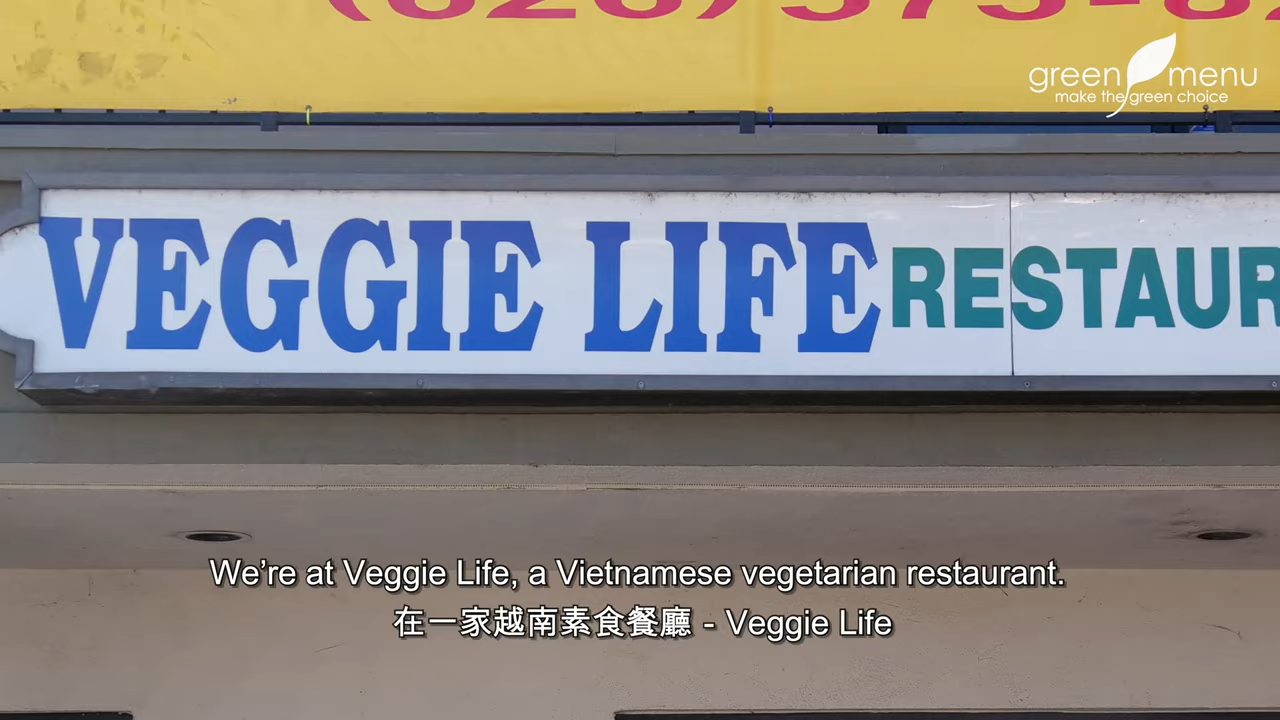 green menu
make the green choice
VEGGIE LIFE RESTAUR
We're at Veggie Life, a Vietnamese vegetarian restaurant.
在一家越南素食餐廳 - Veggie Life